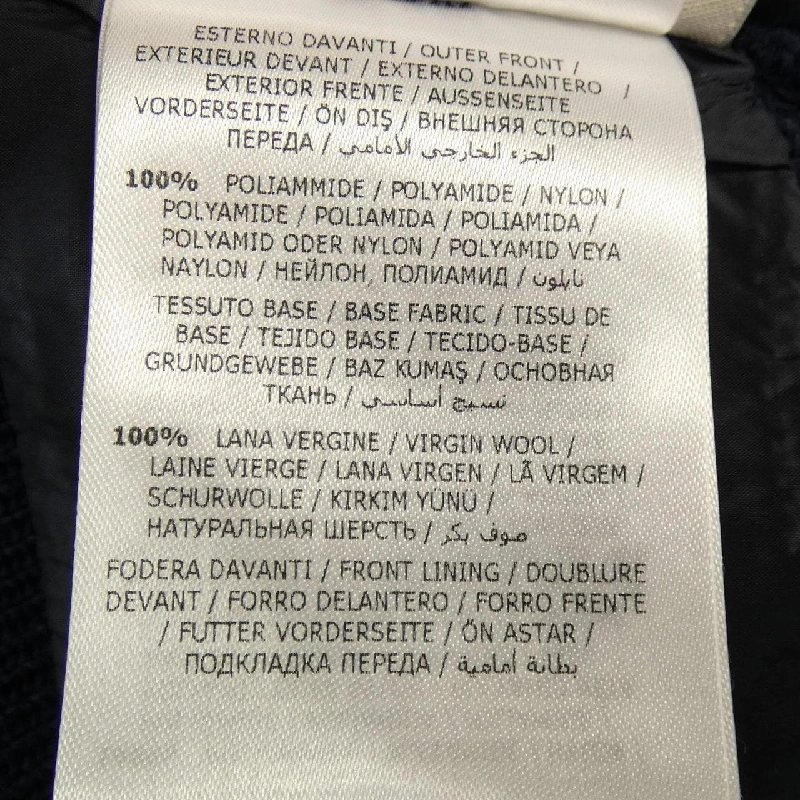 ESTERNO DAVANTI / OUTER FRONT /
EXTERIEUR DEVANT / EXTERNO DELANTERO /
EXTERIOR FRENTE / AUSSENSEITE
VORDERSEITE / ÖN DIŞ / ВНЕШНЯЯ СТОРОНА
ПЕРЕДА / الجزء الخارجي الأمامي
100% POLIAMMIDE / POLYAMIDE / NYLON /
POLYAMIDE / POLIAMIDA / POLIAMIDA /
POLYAMID ODER NYLON / POLYAMID VEYA
NAYLON / НЕЙЛОН, ПОЛИАМИД / نايلون
TESSUTO BASE / BASE FABRIC / TISSU DE
BASE / TEJIDO BASE / TECIDO-BASE /
GRUNDGEWEBE / BAZ KUMAŞ / ОСНОВНАЯ
ТКАНЬ / نسيج أساسي
100% LANA VERGINE / VIRGIN WOOL /
LAINE VIERGE / LANA VIRGEN / LÃ VIRGEM /
SCHURWOLLE / KIRKIM YÜNÜ /
НАТУРАЛЬНАЯ ШЕРСТЬ / صوف بكر
FODERA DAVANTI / FRONT LINING / DOUBLURE
DEVANT / FORRO DELANTERO / FORRO FRENTE
/ FUTTER VORDERSEITE / ÖN ASTAR /
ПОДКЛАДКА ПЕРЕДА / بطانة أمامية